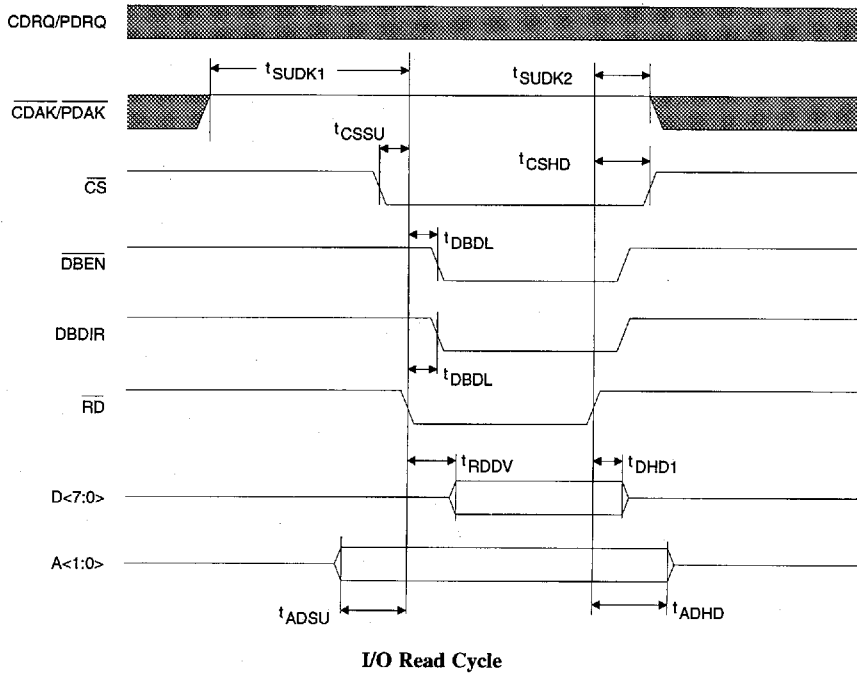 CDRQ/PDRQ
tSUDK1
tSUDK2
CDAK/PDAK
tCSSU
tCSHD
CS
tDBDL
DBEN
DBDIR
tDBDL
RD
tRDDV
tDHD1
D<7:0>
A<1:0>
tADSU
tADHD
I/O Read Cycle